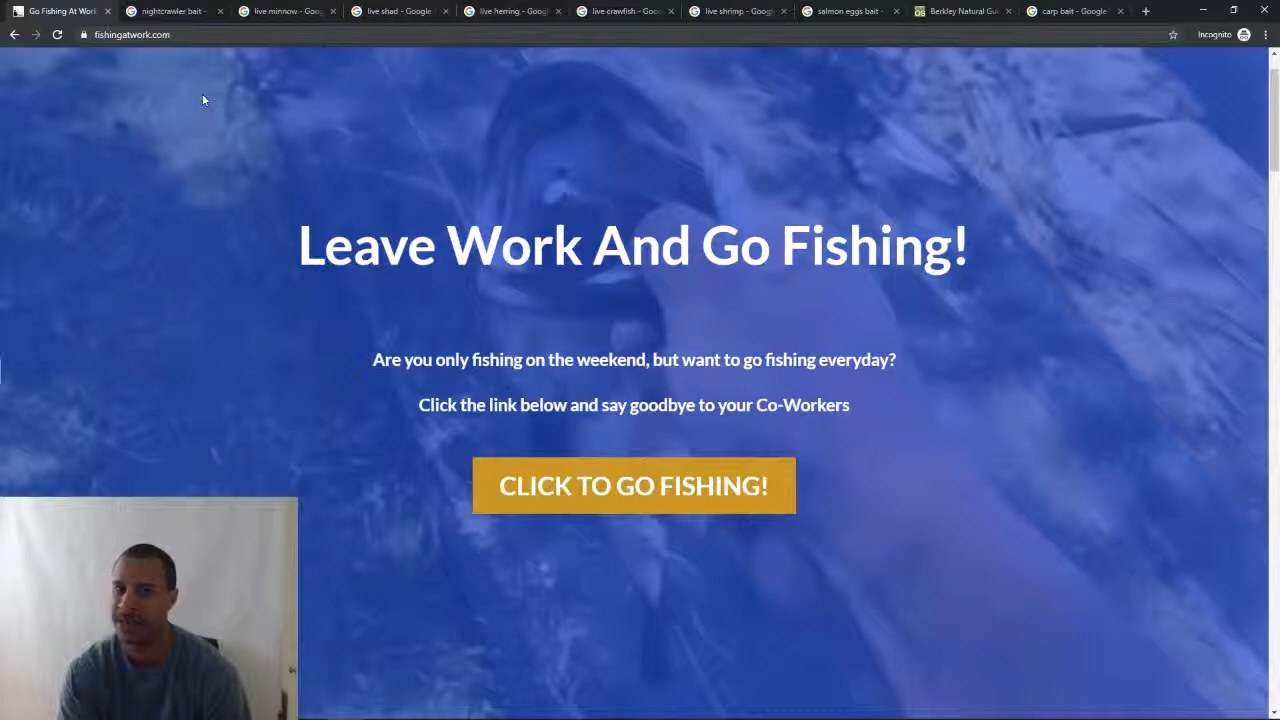 Go Fishing At Work
nightcrawler bait -
live minnow - Goo
live shad - Google
live herring - Goog
live crawfish - Goo
live shrimp - Goog
salmon eggs bait -
Berkley Natural Gu
carp bait - Google
fishingatwork.com
Incognito
Leave Work And Go Fishing!
Are you only fishing on the weekend, but want to go fishing everyday?
Click the link below and say goodbye to your Co-Workers
CLICK TO GO FISHING!